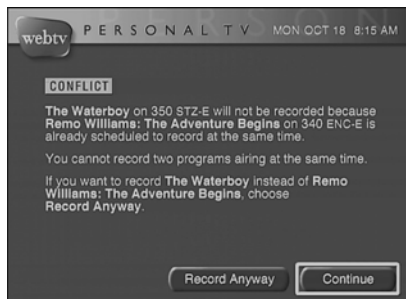 webtv
PERSONAL TV
MON OCT 18 8:15 AM
CONFLICT
The Waterboy on 350 STZ-E will not be recorded because
Remo Williams: The Adventure Begins on 340 ENC-E is
already scheduled to record at the same time.
You cannot record two programs airing at the same time.
If you want to record The Waterboy instead of Remo
Williams: The Adventure Begins, choose
Record Anyway.
Record Anyway
Continue